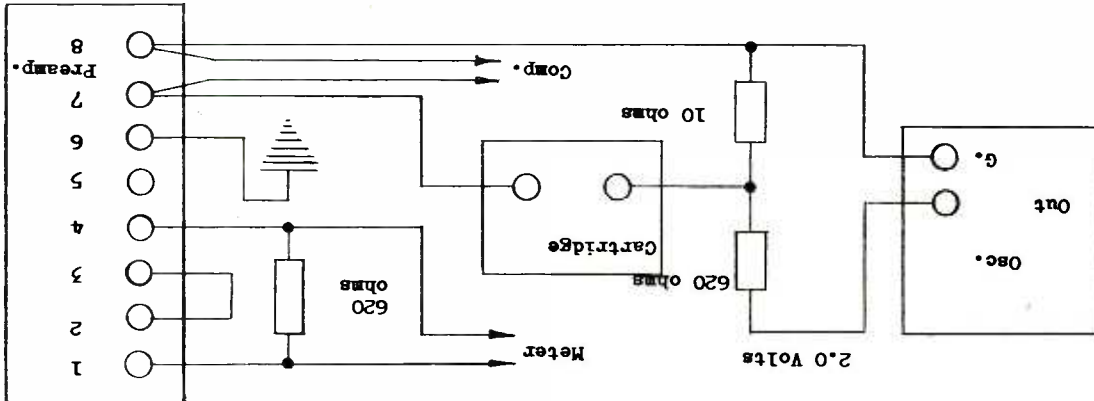 2.0 Volts
Meter
1
2
620
ohms
3
620 ohms
Osc.
Out
G.
Cartridge
4
5
6
10 ohms
7
Comp.
Preamp.
8